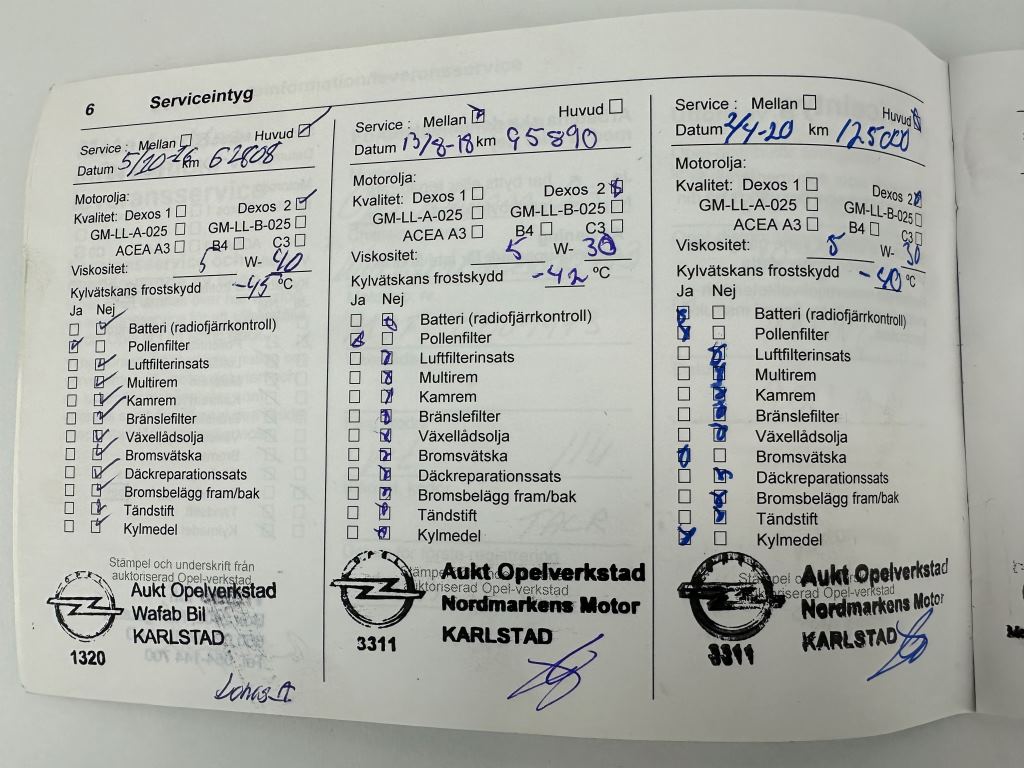 6 Serviceintyg
Service : Mellan Huvud
Datum km 62808
Motorolja:
Kvalitet: Dexos 1 Dexos 2
GM-LL-A-025 GM-LL-B-025
ACEA A3 B4 C3
Viskositet: 5 W- 40
Kylvätskans frostskydd -45 °C
Ja Nej
Batteri (radiofjärrkontroll)
Pollenfilter
Luftfilterinsats
Multirem
Kamrem
Bränslefilter
Växellådsolja
Bromsvätska
Däckreparationssats
Bromsbelägg fram/bak
Tändstift
Kylmedel
Stämpel och underskrift från
auktoriserad Opel-verkstad
Aukt Opelverkstad
Wafab Bil
KARLSTAD
1320
Service : Mellan Huvud
Datum 13/8-18 km 95890
Motorolja:
Kvalitet: Dexos 1 Dexos 2
GM-LL-A-025 GM-LL-B-025
ACEA A3 B4 C3
Viskositet: 5 W- 30
Kylvätskans frostskydd -42 °C
Ja Nej
Batteri (radiofjärrkontroll)
Pollenfilter
Luftfilterinsats
Multirem
Kamrem
Bränslefilter
Växellådsolja
Bromsvätska
Däckreparationssats
Bromsbelägg fram/bak
Tändstift
Kylmedel
Aukt Opelverkstad
Nordmarkens Motor
KARLSTAD
3311
Service : Mellan Huvud
Datum 2/4-20 km 125000
Motorolja:
Kvalitet: Dexos 1 Dexos 2
GM-LL-A-025 GM-LL-B-025
ACEA A3 B4 C3
Viskositet: 5 W- 30
Kylvätskans frostskydd -40 °C
Ja Nej
Batteri (radiofjärrkontroll)
Pollenfilter
Luftfilterinsats
Multirem
Kamrem
Bränslefilter
Växellådsolja
Bromsvätska
Däckreparationssats
Bromsbelägg fram/bak
Tändstift
Kylmedel
Aukt Opelverkstad
Nordmarkens Motor
KARLSTAD
3311